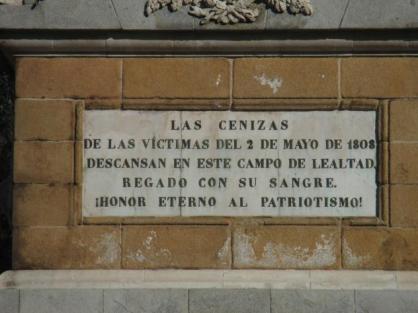 LAS CENIZAS
DE LAS VÍCTIMAS DEL 2 DE MAYO DE 1808
DESCANSAN EN ESTE CAMPO DE LEALTAD,
REGADO CON SU SANGRE.
¡HONOR ETERNO AL PATRIOTISMO!